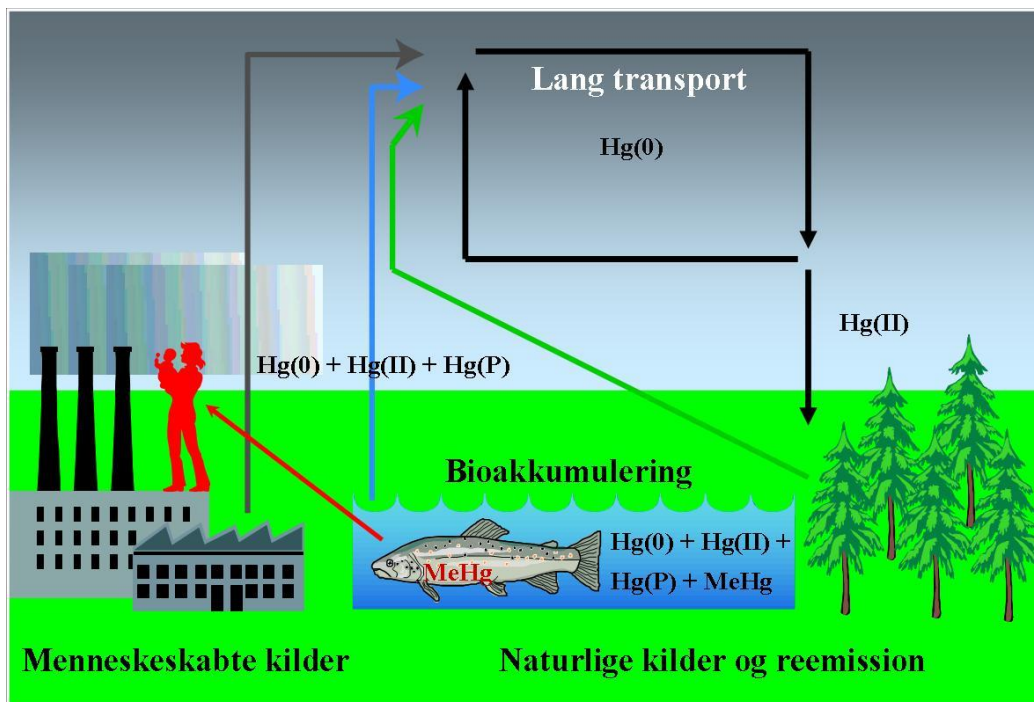 Lang transport
Hg(0)
Hg(II)
Hg(0) + Hg(II) + Hg(P)
Bioakkumulering
MeHg
Hg(0) + Hg(II) +
Hg(P) + MeHg
Menneskeskabte kilder
Naturlige kilder og reemission